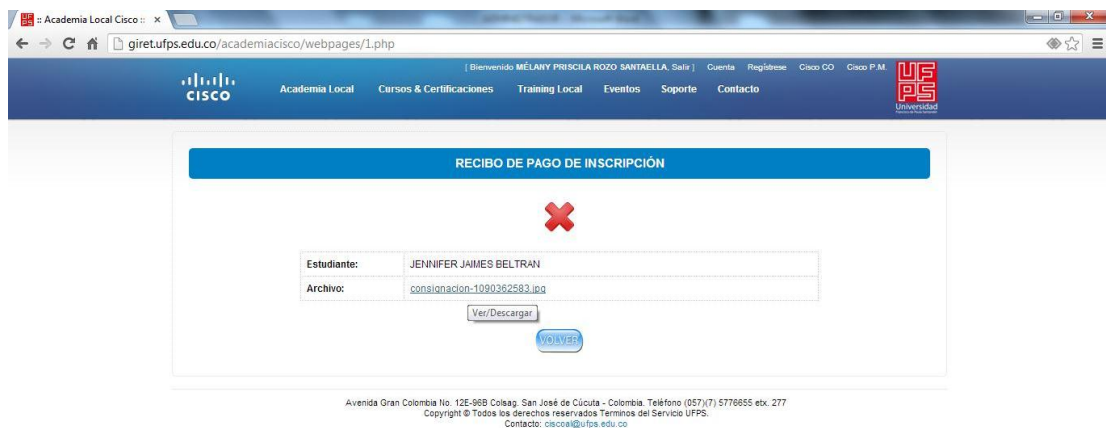 :: Academia Local Cisco ::
giret.ufps.edu.co/academiacisco/webpages/1.php
[ Bienvenido MÉLANY PRISCILA ROZO SANTAELLA, Salir ] Cuenta Regístrese Cisco CO Cisco P.M.
CISCO
Academia Local Cursos & Certificaciones Training Local Eventos Soporte Contacto
UFPS
Universidad
RECIBO DE PAGO DE INSCRIPCIÓN
Estudiante: JENNIFER JAIMES BELTRAN
Archivo: consignacion-1090362583.jpg
Ver/Descargar
VOLVER
Avenida Gran Colombia No. 12E-96B Colsag. San José de Cúcuta - Colombia. Teléfono (057)(7) 5776655 etx. 277
Copyright © Todos los derechos reservados Terminos del Servicio UFPS.
Contacto: ciscoal@ufps.edu.co